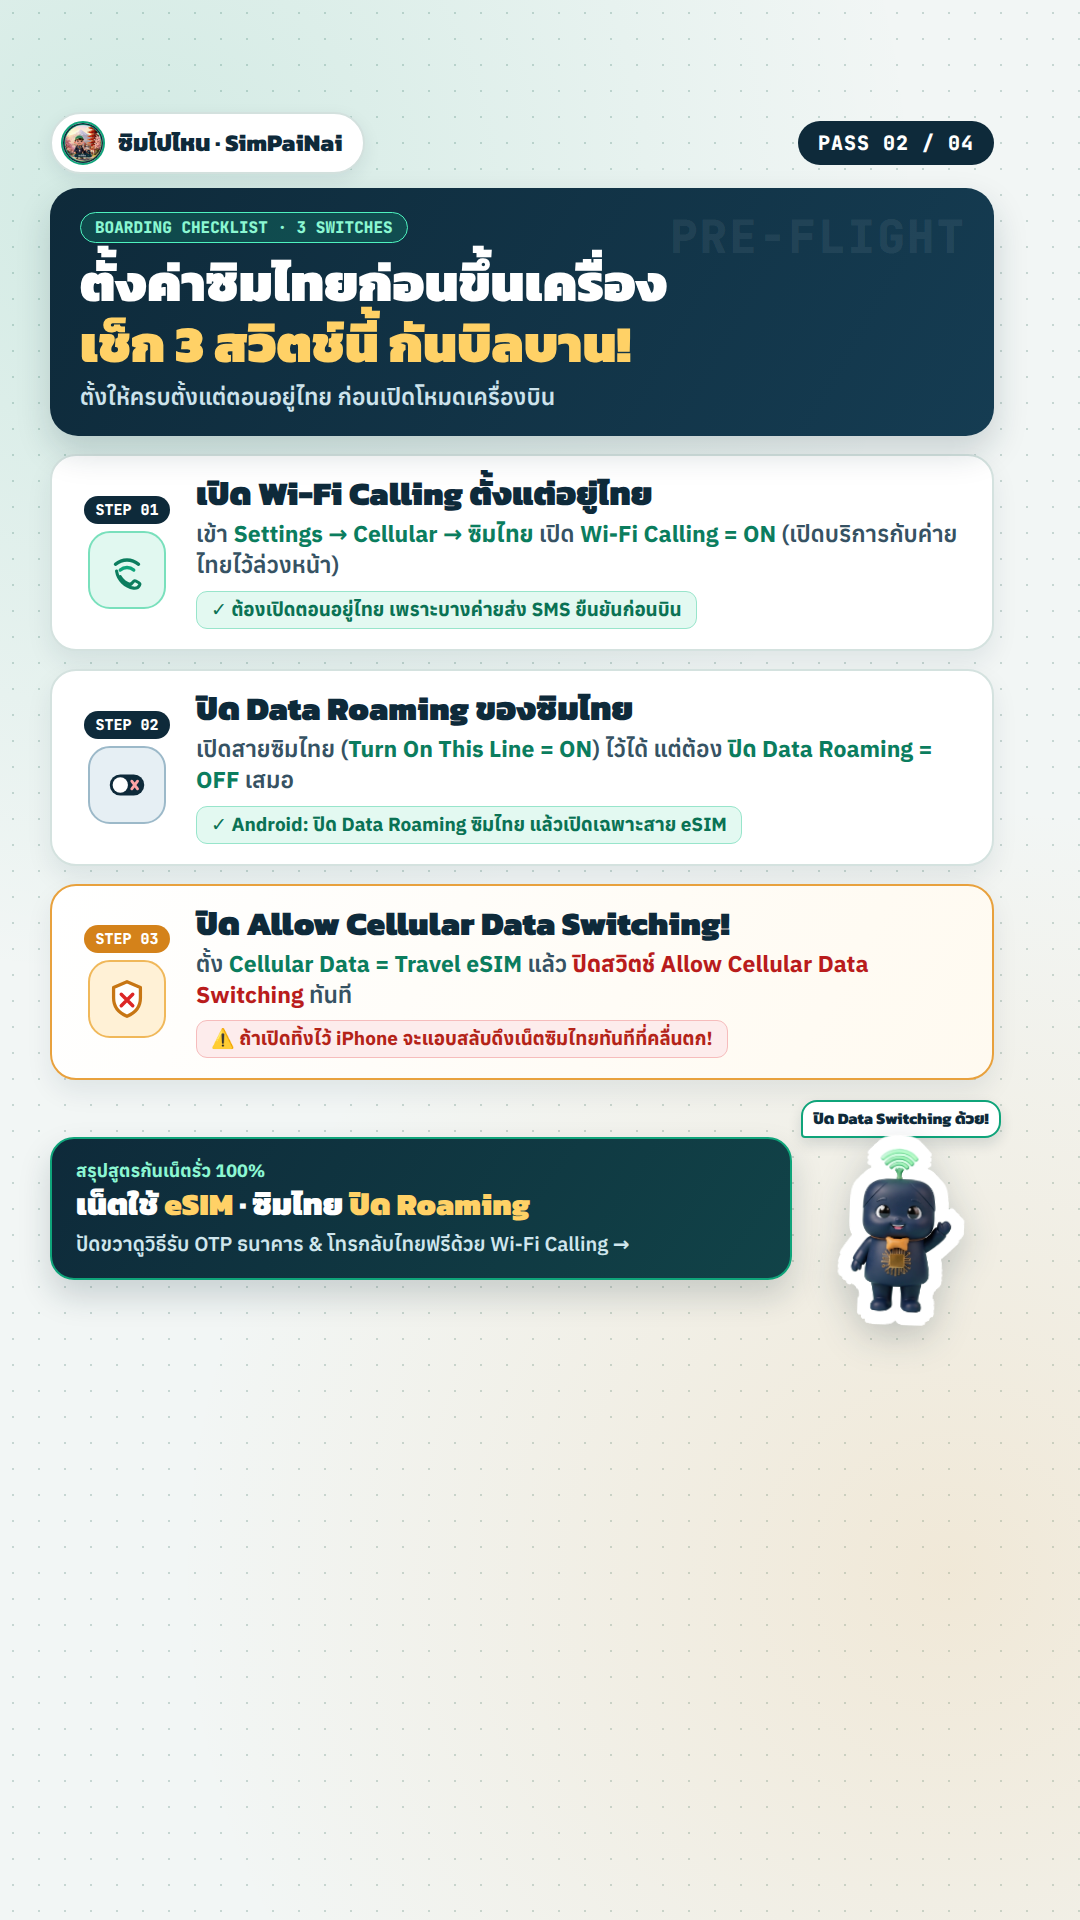 ซิมไปไหน · SimPaiNai
PASS 02 / 04
BOARDING CHECKLIST · 3 SWITCHES
PRE-FLIGHT
ตั้งค่าซิมไทยก่อนขึ้นเครื่อง
เช็ก 3 สวิตช์นี้ กันบิลบาน!
ตั้งให้ครบตั้งแต่ตอนอยู่ไทย ก่อนเปิดโหมดเครื่องบิน
STEP 01
เปิด Wi-Fi Calling ตั้งแต่อยู่ไทย
เข้า Settings → Cellular → ซิมไทย เปิด Wi-Fi Calling = ON (เปิดบริการกับค่าย
ไทยไว้ล่วงหน้า)
✓ ต้องเปิดตอนอยู่ไทย เพราะบางค่ายส่ง SMS ยืนยันก่อนบิน
STEP 02
ปิด Data Roaming ของซิมไทย
เปิดสายซิมไทย (Turn On This Line = ON) ไว้ได้ แต่ต้อง ปิด Data Roaming =
OFF เสมอ
✓ Android: ปิด Data Roaming ซิมไทย แล้วเปิดเฉพาะสาย eSIM
STEP 03
ปิด Allow Cellular Data Switching!
ตั้ง Cellular Data = Travel eSIM แล้ว ปิดสวิตช์ Allow Cellular Data
Switching ทันที
⚠️ ถ้าเปิดทิ้งไว้ iPhone จะแอบสลับดึงเน็ตซิมไทยทันทีที่คลื่นตก!
ปิด Data Switching ด้วย!
สรุปสูตรกันเน็ตรั่ว 100%
เน็ตใช้ eSIM · ซิมไทย ปิด Roaming
ปัดขวาดูวิธีรับ OTP ธนาคาร & โทรกลับไทยฟรีด้วย Wi-Fi Calling →